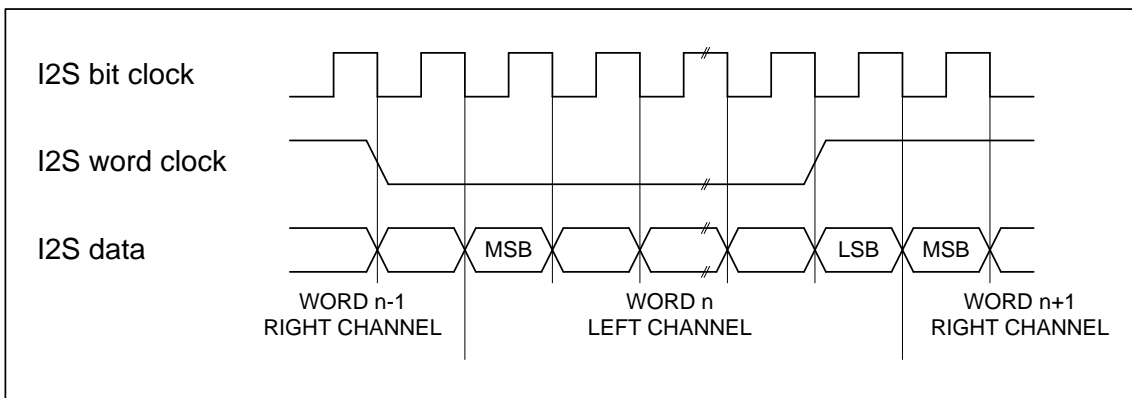 I2S bit clock
I2S word clock
I2S data
MSB
LSB
MSB
WORD n-1
RIGHT CHANNEL
WORD n
LEFT CHANNEL
WORD n+1
RIGHT CHANNEL